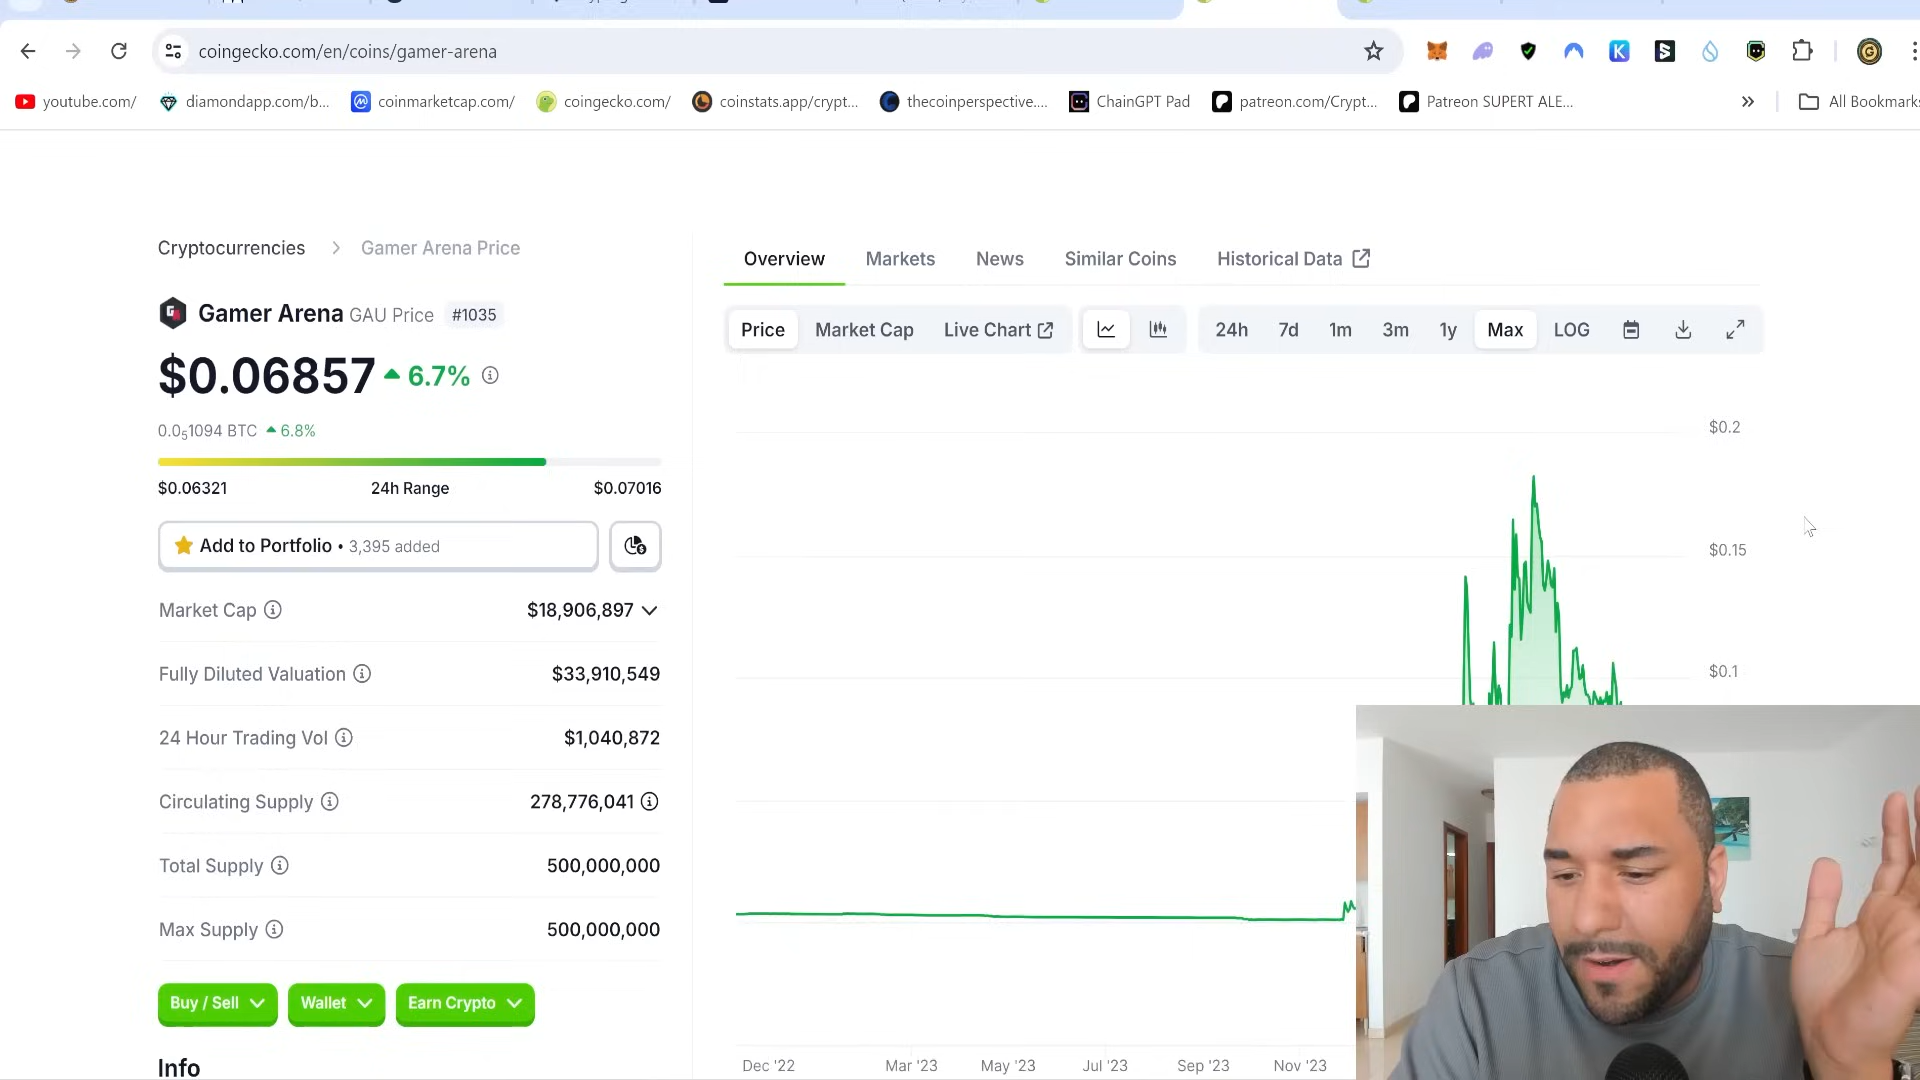 coingecko.com/en/coins/gamer-arena
youtube.com/ diamondapp.com/b... coinmarketcap.com/ coingecko.com/ coinstats.app/crypt... thecoinperspective.... ChainGPT Pad patreon.com/Crypt... Patreon SUPERT ALE... » All Bookmarks
Cryptocurrencies > Gamer Arena Price
Gamer Arena GAU Price #1035
$0.06857 6.7%
0.0₅1094 BTC 6.8%
$0.06321 24h Range $0.07016
Add to Portfolio • 3,395 added
Market Cap $18,906,897
Fully Diluted Valuation $33,910,549
24 Hour Trading Vol $1,040,872
Circulating Supply 278,776,041
Total Supply 500,000,000
Max Supply 500,000,000
Buy / Sell Wallet Earn Crypto
Info
Overview Markets News Similar Coins Historical Data
Price Market Cap Live Chart 24h 7d 1m 3m 1y Max LOG
$0.2
$0.15
$0.1
Dec '22 Mar '23 May '23 Jul '23 Sep '23 Nov '23